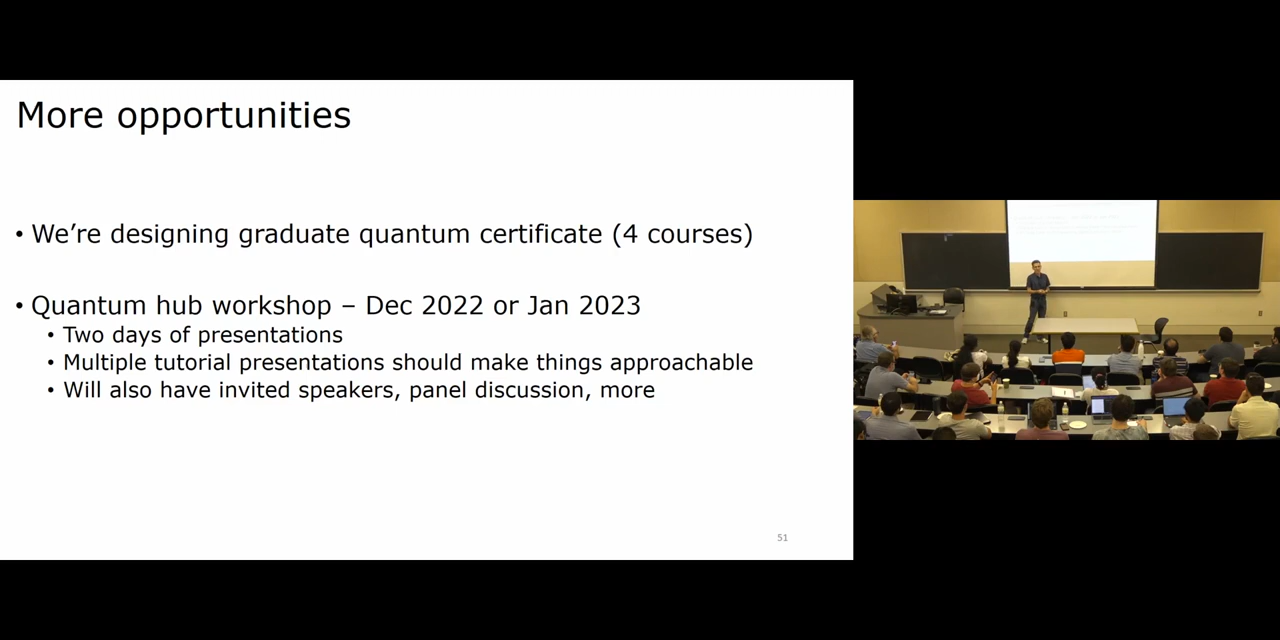 More opportunities
• We’re designing graduate quantum certificate (4 courses)
• Quantum hub workshop – Dec 2022 or Jan 2023
• Two days of presentations
• Multiple tutorial presentations should make things approachable
• Will also have invited speakers, panel discussion, more
51